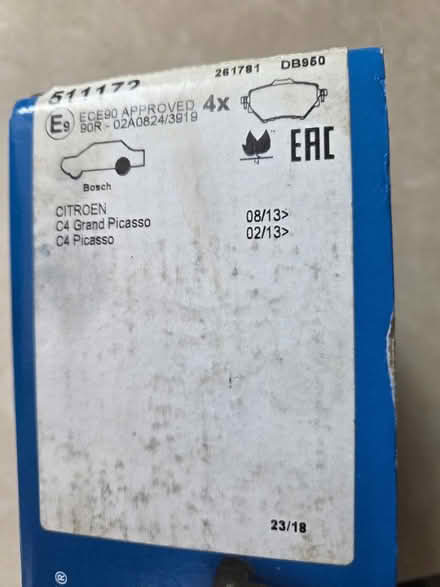 511172
261781 DB950
E9 ECE90 APPROVED 4x
90R - 02A0824/3919
EAC
Bosch
CITROEN
C4 Grand Picasso 08/13>
C4 Picasso 02/13>
23/18
®